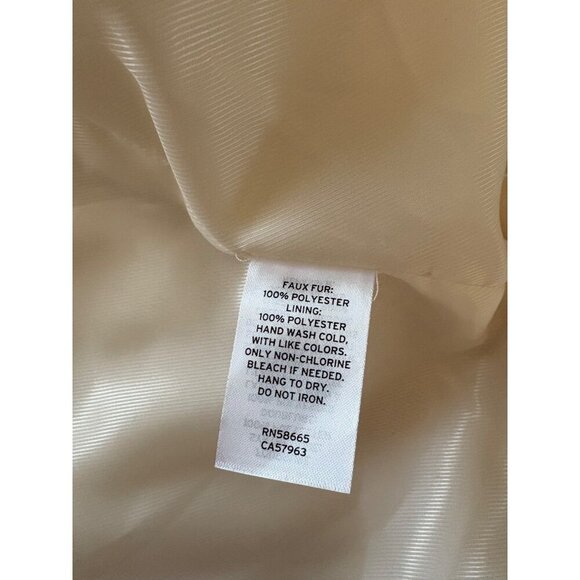 FAUX FUR:
100% POLYESTER
LINING:
100% POLYESTER
HAND WASH COLD,
WITH LIKE COLORS.
ONLY NON-CHLORINE
BLEACH IF NEEDED.
HANG TO DRY.
DO NOT IRON.
RN58665
CA57963